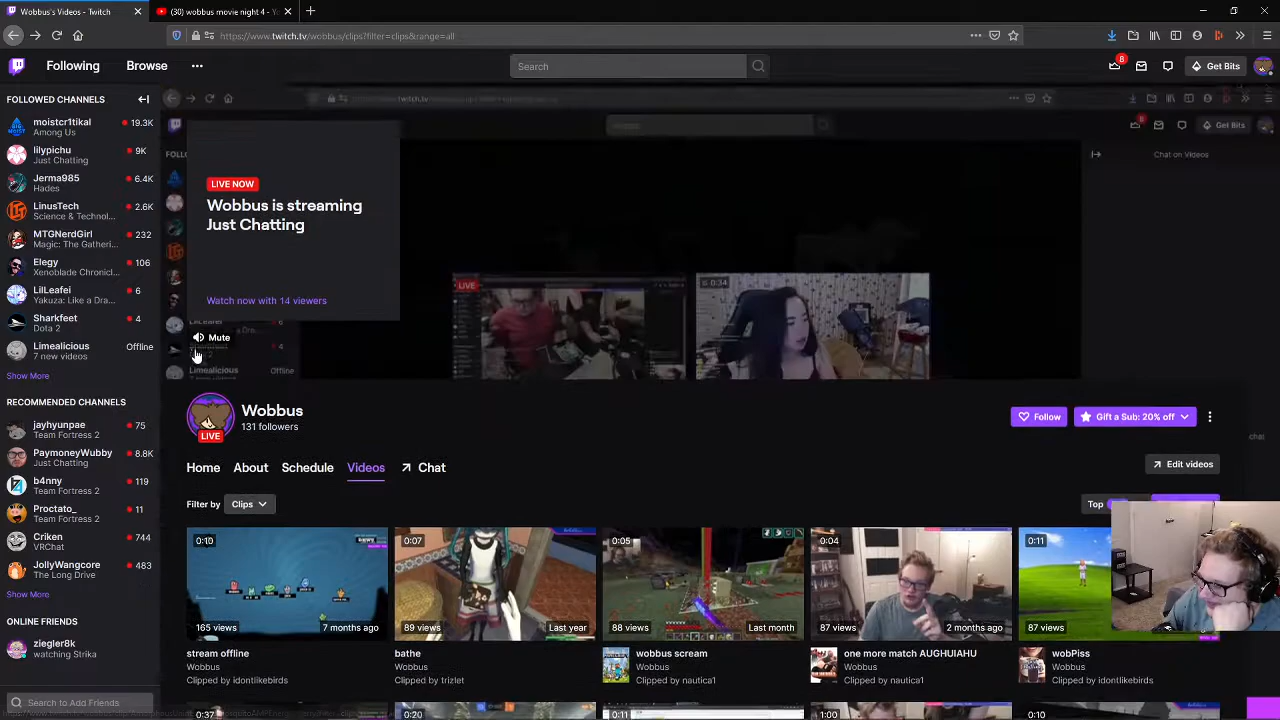 Wobbus's Videos - Twitch
(30) wobbus movie night 4 - Yo
https://www.twitch.tv/wobbus/clips?filter=clips&range=all
Following
Browse
Search
8
Get Bits
FOLLOWED CHANNELS
moistcr1tikal
19.3K
Among Us
lilypichu
9K
Just Chatting
Jerma985
6.4K
Hades
LinusTech
2.6K
Science & Technol...
MTGNerdGirl
232
Magic: The Gatheri...
Elegy
106
Xenoblade Chronicl...
LilLeafei
6
Yakuza: Like a Dra...
Sharkfeet
4
Dota 2
Limealicious
Offline
7 new videos
Show More
RECOMMENDED CHANNELS
jayhyunpae
75
Team Fortress 2
PaymoneyWubby
8.8K
Just Chatting
b4nny
119
Team Fortress 2
Proctato_
11
Team Fortress 2
Criken
744
VRChat
JollyWangcore
483
The Long Drive
Show More
ONLINE FRIENDS
ziegler8k
watching Strika
Search to Add Friends
Get Bits
Chat on Videos
LIVE NOW
Wobbus is streaming
Just Chatting
Watch now with 14 viewers
Mute
Limealicious
Offline
LIVE
0:34
Wobbus
131 followers
LIVE
Follow
Gift a Sub: 20% off
Home
About
Schedule
Videos
Chat
Edit videos
Filter by
Clips
Top
0:10
165 views
7 months ago
stream offline
Wobbus
Clipped by idontlikebirds
0:07
89 views
Last year
bathe
Wobbus
Clipped by trizlet
0:05
88 views
Last month
wobbus scream
Wobbus
Clipped by nautica1
0:04
87 views
2 months ago
one more match AUGHUIAHU
Wobbus
Clipped by nautica1
0:11
87 views
wobPiss
Wobbus
Clipped by idontlikebirds
0:37
0:20
0:11
1:00
0:10